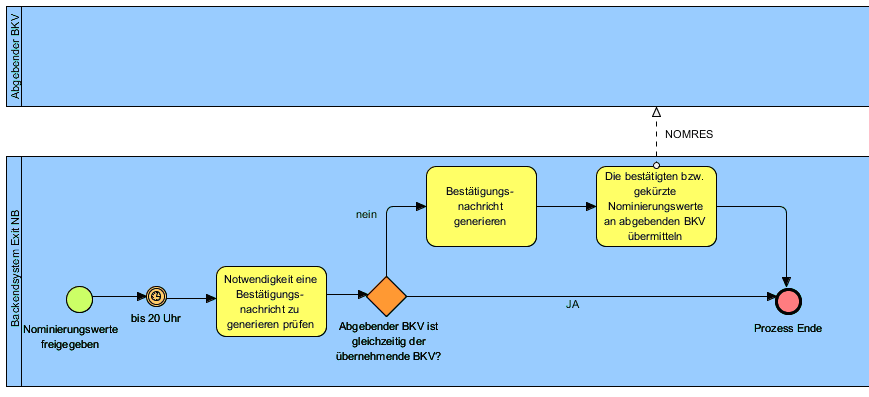 Abgebender BKV
NOMRES
Backendsystem Exit NB
Nominierungswerte
freigegeben
bis 20 Uhr
Notwendigkeit eine
Bestätigungs-
nachricht zu
generieren prüfen
Abgebender BKV ist
gleichzeitig der
übernehmende BKV?
nein
Bestätigungs-
nachricht
generieren
Die bestätigten bzw.
gekürzte
Nominierungswerte
an abgebenden BKV
übermitteln
JA
Prozess Ende